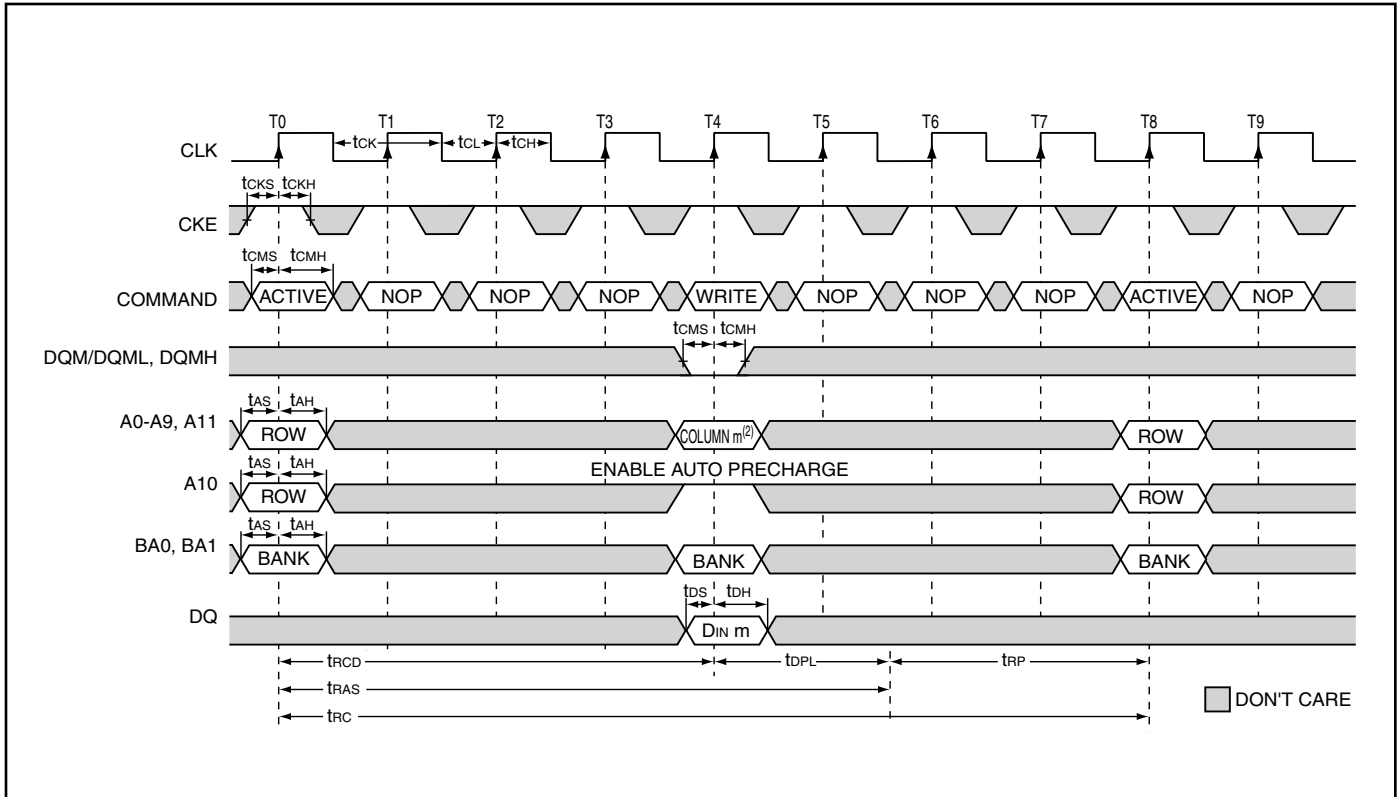 T0 T1 T2 T3 T4 T5 T6 T7 T8 T9
CLK
tCK tCL tCH
tCKS tCKH
CKE
tCMS tCMH
COMMAND ACTIVE NOP NOP NOP WRITE NOP NOP NOP ACTIVE NOP
tCMS tCMH
DQM/DQML, DQMH
tAS tAH
A0-A9, A11 ROW COLUMN m(2) ROW
tAS tAH ENABLE AUTO PRECHARGE
A10 ROW ROW
tAS tAH
BA0, BA1 BANK BANK BANK
tDS tDH
DQ DIN m
tRCD tDPL tRP
tRAS
tRC
DON'T CARE